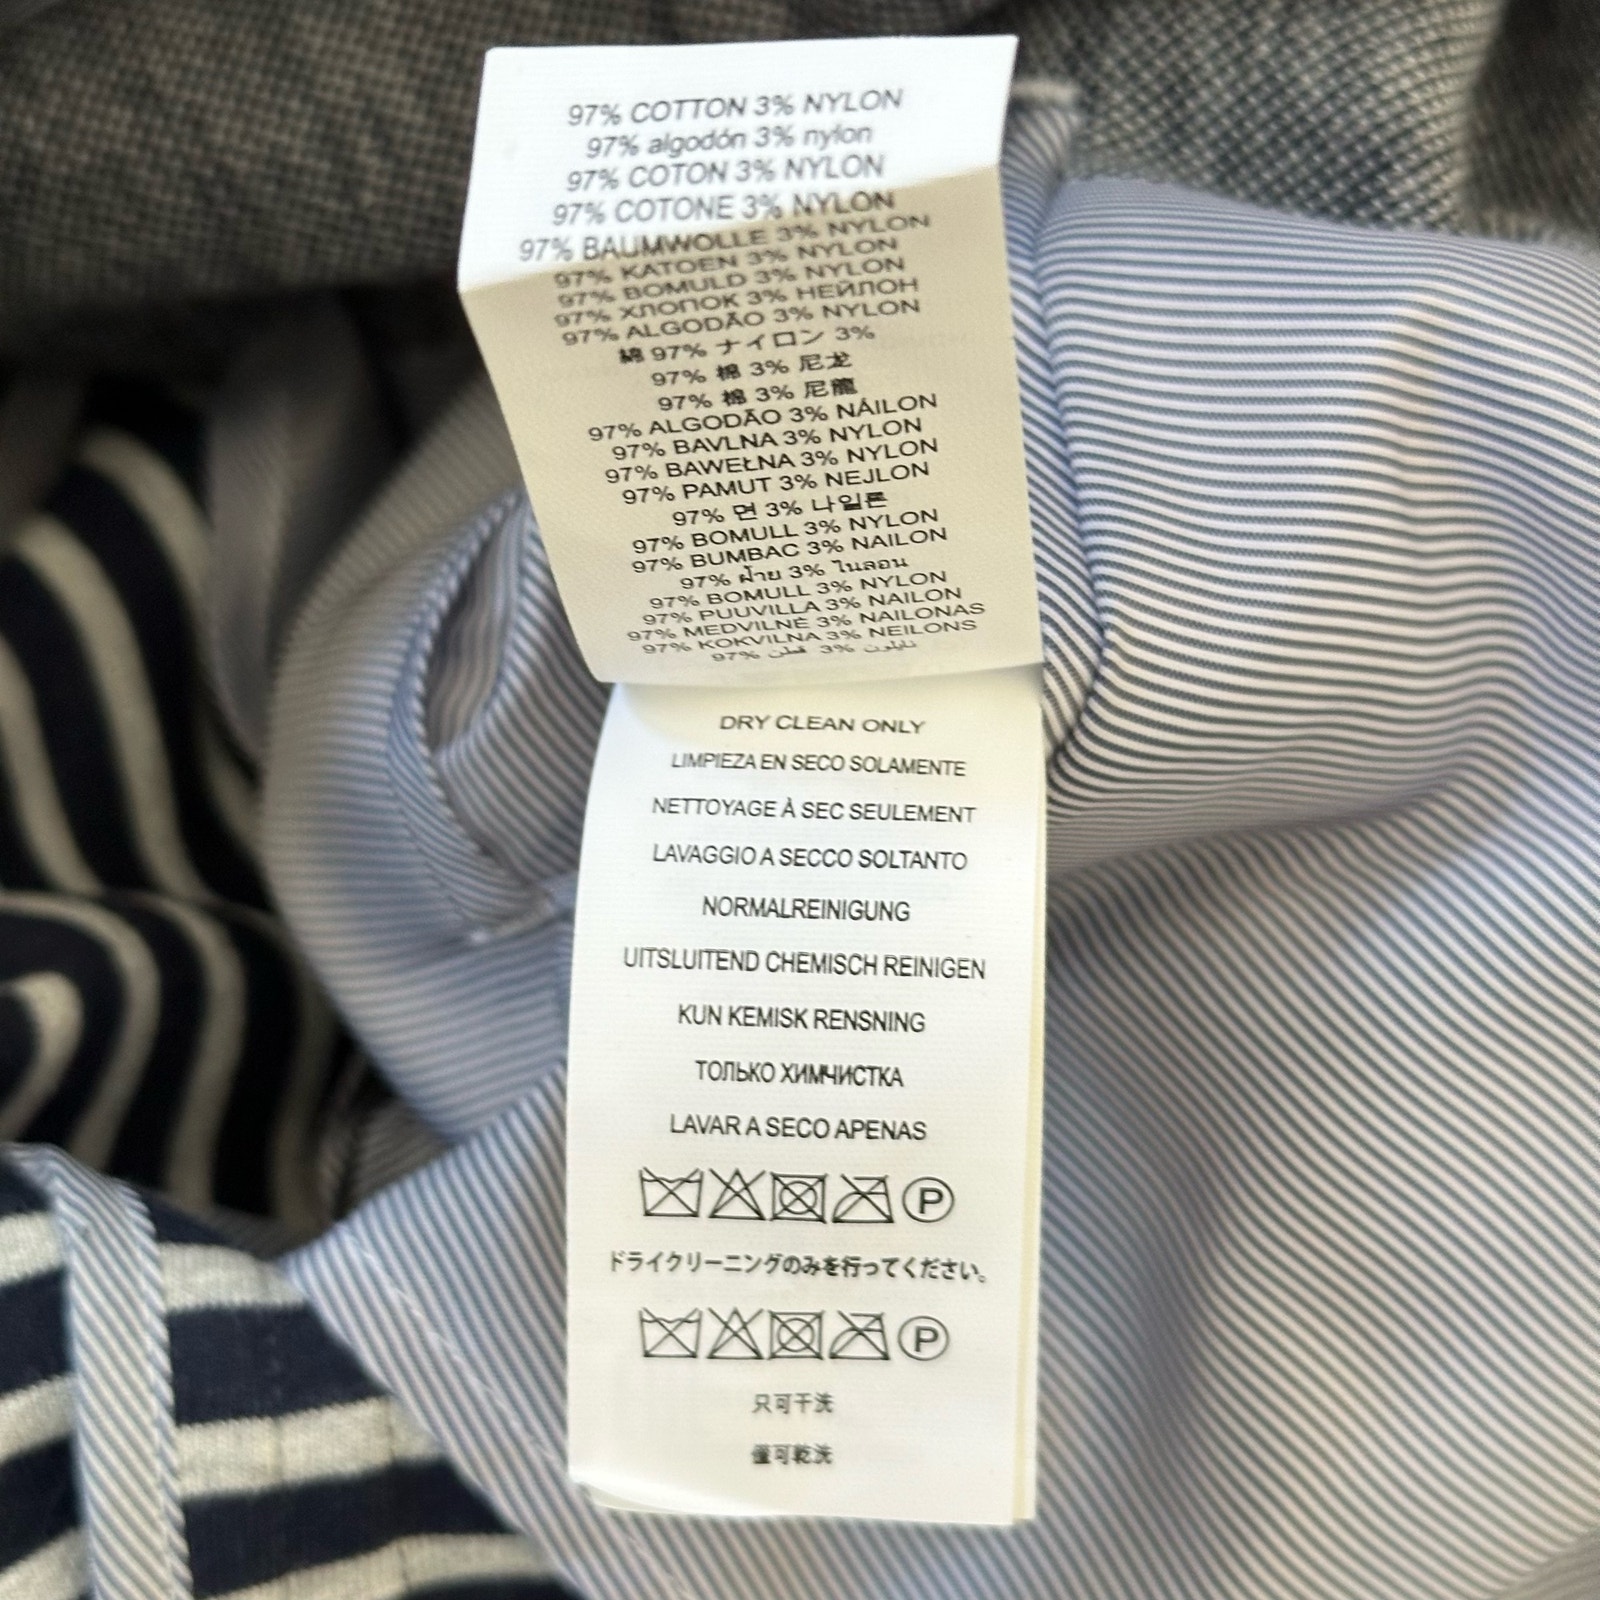 97% COTTON 3% NYLON
97% algodón 3% nylon
97% COTON 3% NYLON
97% COTONE 3% NYLON
97% BAUMWOLLE 3% NYLON
97% KATOEN 3% NYLON
97% BOMULD 3% NYLON
97% ХЛОПОК 3% НЕЙЛОН
97% ALGODÃO 3% NYLON
綿 97% ナイロン 3%
97% 棉 3% 尼龙
97% 棉 3% 尼龍
97% ALGODÃO 3% NÁILON
97% BAVLNA 3% NYLON
97% BAWEŁNA 3% NYLON
97% PAMUT 3% NEJLON
97% 면 3% 나일론
97% BOMULL 3% NYLON
97% BUMBAC 3% NAILON
97% ฝ้าย 3% ไนลอน
97% BOMULL 3% NYLON
97% PUUVILLA 3% NAILON
97% MEDVILNĖ 3% NAILONAS
97% KOKVILNA 3% NEILONS
97% قطن 3% نايلون
DRY CLEAN ONLY
LIMPIEZA EN SECO SOLAMENTE
NETTOYAGE À SEC SEULEMENT
LAVAGGIO A SECCO SOLTANTO
NORMALREINIGUNG
UITSLUITEND CHEMISCH REINIGEN
KUN KEMISK RENSNING
ТОЛЬКО ХИМЧИСТКА
LAVAR A SECO APENAS
P
ドライクリーニングのみを行ってください。
P
只可干洗
僅可乾洗